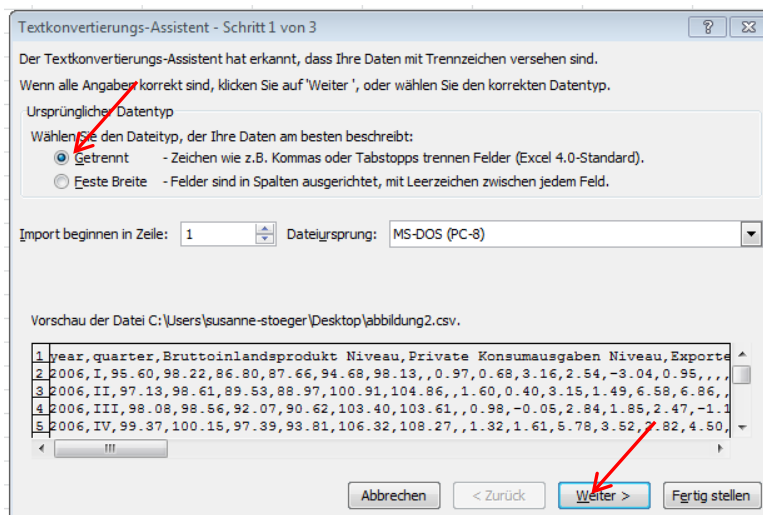 Textkonvertierungs-Assistent - Schritt 1 von 3
Der Textkonvertierungs-Assistent hat erkannt, dass Ihre Daten mit Trennzeichen versehen sind.
Wenn alle Angaben korrekt sind, klicken Sie auf 'Weiter ', oder wählen Sie den korrekten Datentyp.
Ursprünglicher Datentyp
Wählen Sie den Dateityp, der Ihre Daten am besten beschreibt:
Getrennt - Zeichen wie z.B. Kommas oder Tabstopps trennen Felder (Excel 4.0-Standard).
Feste Breite - Felder sind in Spalten ausgerichtet, mit Leerzeichen zwischen jedem Feld.
Import beginnen in Zeile: 1 Dateiursprung: MS-DOS (PC-8)
Vorschau der Datei C:\Users\susanne-stoeger\Desktop\abbildung2.csv.
1 year,quarter,Bruttoinlandsprodukt Niveau,Private Konsumausgaben Niveau,Exporte
2 2006,I,95.60,98.22,86.80,87.66,94.68,98.13,,0.97,0.68,3.16,2.54,-3.04,0.95,,,,
3 2006,II,97.13,98.61,89.53,88.97,100.91,104.86,,1.60,0.40,3.15,1.49,6.58,6.86,,
4 2006,III,98.08,98.56,92.07,90.62,103.40,103.61,,0.98,-0.05,2.84,1.85,2.47,-1.1
5 2006,IV,99.37,100.15,97.39,93.81,106.32,108.27,,1.32,1.61,5.78,3.52,2.82,4.50,
Abbrechen < Zurück Weiter > Fertig stellen